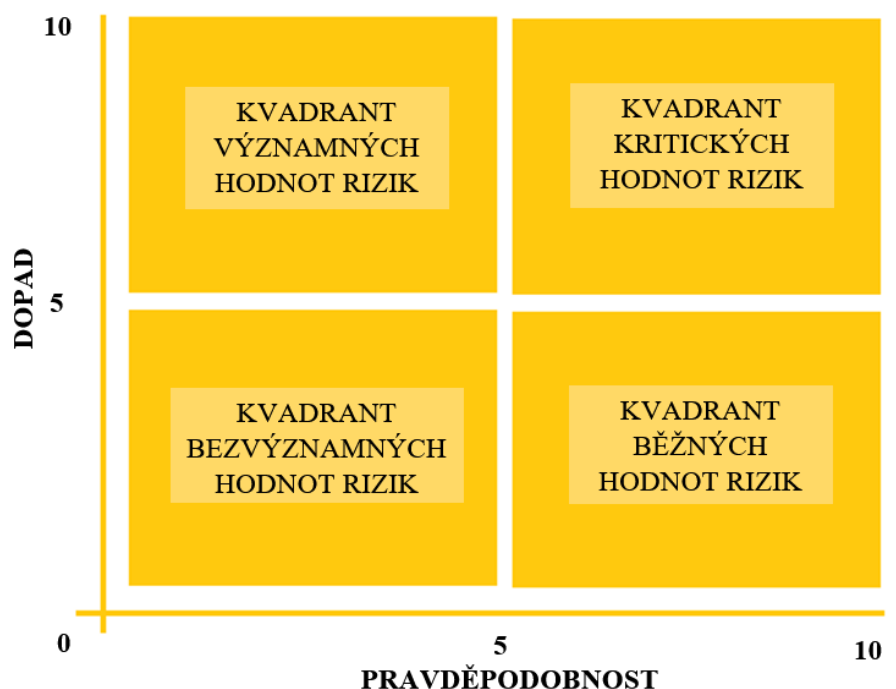 10
KVADRANT
VÝZNAMNÝCH
HODNOT RIZIK
KVADRANT
KRITICKÝCH
HODNOT RIZIK
DOPAD
5
KVADRANT
BEZVÝZNAMNÝCH
HODNOT RIZIK
KVADRANT
BĚŽNÝCH
HODNOT RIZIK
0
5
10
PRAVDĚPODOBNOST